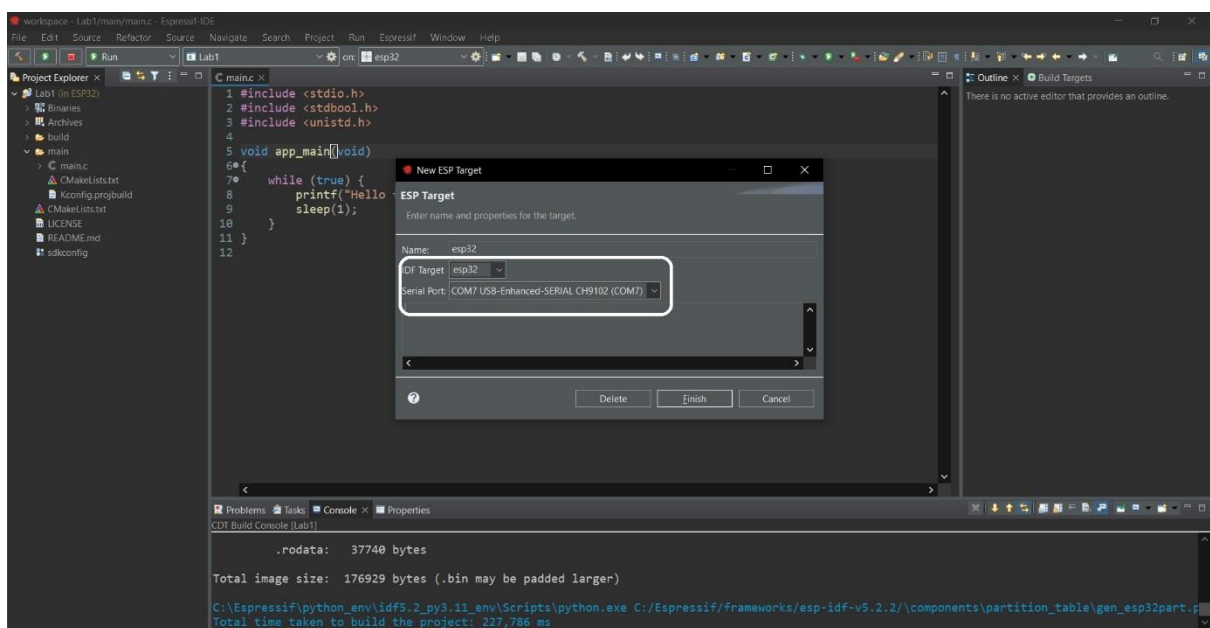 workspace - Lab1/main/main.c - Espressif-IDE
File Edit Source Refactor Source Navigate Search Project Run Espressif Window Help
Run Lab1 on: esp32
Project Explorer
Lab1 (in ESP32)
Binaries
Archives
build
main
main.c
CMakeLists.txt
Kconfig.projbuild
CMakeLists.txt
LICENSE
README.md
sdkconfig
main.c
1 #include <stdio.h>
2 #include <stdbool.h>
3 #include <unistd.h>
4
5 void app_main(void)
6 {
7 while (true) {
8 printf("Hello
9 sleep(1);
10 }
11 }
12
New ESP Target
ESP Target
Enter name and properties for the target.
Name: esp32
IDF Target esp32
Serial Port: COM7 USB-Enhanced-SERIAL CH9102 (COM7)
Delete Finish Cancel
Outline Build Targets
There is no active editor that provides an outline.
Problems Tasks Console Properties
CDT Build Console [Lab1]
.rodata: 37740 bytes
Total image size: 176929 bytes (.bin may be padded larger)
C:\Espressif\python_env\idf5.2_py3.11_env\Scripts\python.exe C:/Espressif/frameworks/esp-idf-v5.2.2/\components\partition_table\gen_esp32part.p
Total time taken to build the project: 227,786 ms